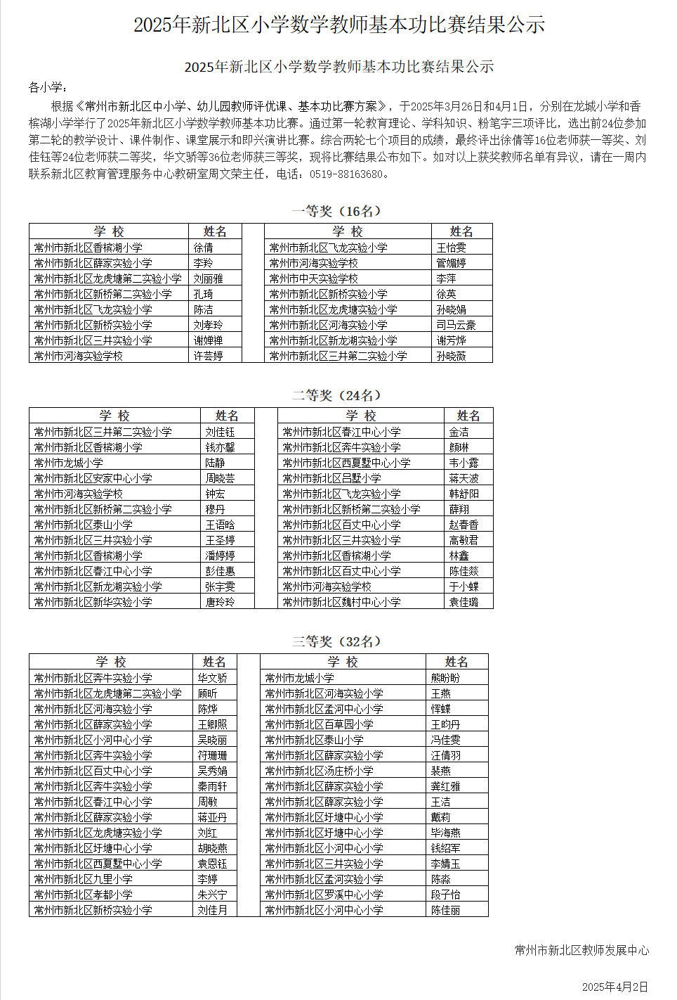 2025年新北区小学数学教师基本功比赛结果公示
2025年新北区小学数学教师基本功比赛结果公示
各小学：
根据《常州市新北区中小学、幼儿园教师评优课、基本功比赛方案》，于2025年3月26日和4月1日，分别在龙城小学和香
槟湖小学举行了2025年新北区小学数学教师基本功比赛。通过第一轮教育理论、学科知识、粉笔字三项评比，选出前24位参加
第二轮的教学设计、课件制作、课堂展示和即兴演讲比赛。综合两轮七个项目的成绩，最终评出徐倩等16位老师获一等奖、刘
佳钰等24位老师获二等奖，华文骄等36位老师获三等奖，现将比赛结果公布如下。如对以上获奖教师名单有异议，请在一周内
联系新北区教育管理服务中心教研室周文荣主任，电话：0519-88163680。
一等奖（16名）
学 校 姓名 学 校 姓名
常州市新北区香槟湖小学 徐倩 常州市新北区飞龙实验小学 王怡雯
常州市新北区薛家实验小学 李羚 常州市河海实验学校 管媚婷
常州市新北区龙虎塘第二实验小学 刘丽雅 常州市中天实验学校 李萍
常州市新北区新桥第二实验小学 孔琦 常州市新北区新桥实验小学 徐英
常州市新北区飞龙实验小学 陈洁 常州市新北区龙虎塘实验小学 孙晓娟
常州市新北区新桥实验小学 刘孝玲 常州市新北区河海实验小学 司马云豪
常州市新北区三井实验小学 谢婵禅 常州市新北区新龙湖实验小学 谢芳烨
常州市河海实验学校 许芸婷 常州市新北区三井第二实验小学 孙晓薇
二等奖（24名）
学 校 姓名 学 校 姓名
常州市新北区三井第二实验小学 刘佳钰 常州市新北区春江中心小学 金洁
常州市新北区香槟湖小学 钱亦馨 常州市新北区奔牛实验小学 颜琳
常州市龙城小学 陆静 常州市新北区西夏墅中心小学 韦小露
常州市新北区安家中心小学 周晓芸 常州市新北区吕墅小学 蒋天波
常州市河海实验学校 钟宏 常州市新北区飞龙实验小学 韩舒阳
常州市新北区新桥第二实验小学 穆丹 常州市新北区新桥第二实验小学 薛翔
常州市新北区泰山小学 王语晗 常州市新北区百丈中心小学 赵春香
常州市新北区三井实验小学 王圣婷 常州市新北区三井实验小学 高敏君
常州市新北区香槟湖小学 潘婷婷 常州市新北区香槟湖小学 林鑫
常州市新北区春江中心小学 彭佳惠 常州市新北区百丈中心小学 陈佳燚
常州市新北区新龙湖实验小学 张宇雯 常州市河海实验学校 于小蝶
常州市新北区新华实验小学 唐玲玲 常州市新北区魏村中心小学 袁佳璐
三等奖（32名）
学 校 姓名 学 校 姓名
常州市新北区奔牛实验小学 华文骄 常州市龙城小学 熊盼盼
常州市新北区龙虎塘第二实验小学 顾昕 常州市新北区河海实验小学 王燕
常州市新北区河海实验小学 陈烨 常州市新北区孟河中心小学 恽蝶
常州市新北区薛家实验小学 王卿照 常州市新北区百草园小学 王昀丹
常州市新北区小河中心小学 吴晓丽 常州市新北区泰山小学 冯佳雯
常州市新北区奔牛实验小学 符珊珊 常州市新北区薛家实验小学 汪倩羽
常州市新北区百丈中心小学 吴秀娟 常州市新北区汤庄桥小学 裴燕
常州市新北区奔牛实验小学 秦雨轩 常州市新北区薛家实验小学 龚红雅
常州市新北区春江中心小学 周敏 常州市新北区薛家实验小学 王洁
常州市新北区薛家实验小学 蒋亚丹 常州市新北区圩塘中心小学 戴莉
常州市新北区龙虎塘实验小学 刘红 常州市新北区圩塘中心小学 毕海燕
常州市新北区圩塘中心小学 胡晓燕 常州市新北区小河中心小学 钱绍军
常州市新北区西夏墅中心小学 袁恩钰 常州市新北区三井实验小学 李婧玉
常州市新北区九里小学 李婷 常州市新北区孟河实验小学 陈淼
常州市新北区孝都小学 朱兴宁 常州市新北区罗溪中心小学 段子怡
常州市新北区新桥实验小学 刘佳月 常州市新北区小河中心小学 陈佳丽
常州市新北区教师发展中心
2025年4月2日